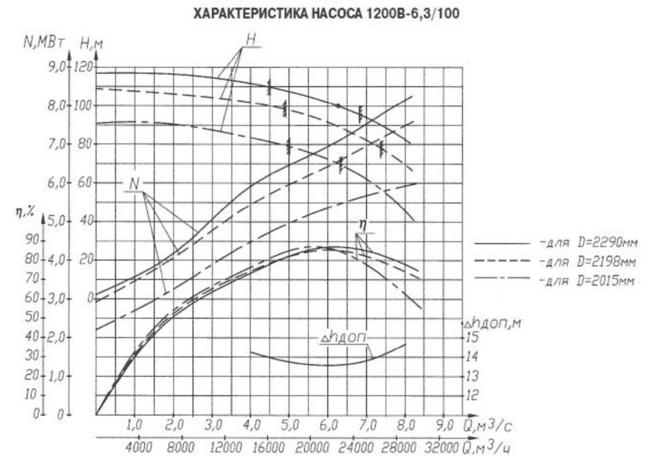 ХАРАКТЕРИСТИКА НАСОСА 1200В-6,3/100
N,МВт H,м
9,0 120
H
8,0 100
7,0 80
6,0 60
N
η,% 5,0 40
η
90
80 4,0 20
70
60 3,0 0
50
40 2,0
30
20 1,0
10
0 0
-для D=2290мм
-для D=2198мм
-для D=2015мм
Δhдоп
Δhдоп,м
15
14
13
12
1,0 2,0 3,0 4,0 5,0 6,0 7,0 8,0 9,0 Q,м³/с
4000 8000 12000 16000 20000 24000 28000 32000 Q,м³/ч